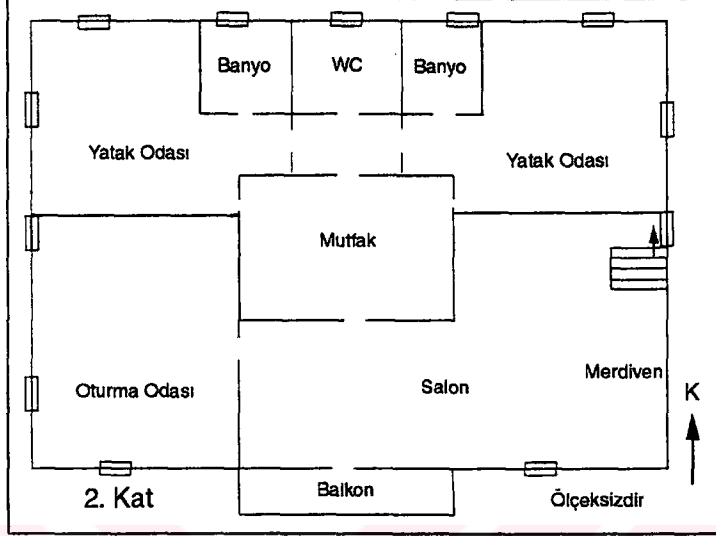 Banyo
WC
Banyo
Yatak Odası
Yatak Odası
Mutfak
Oturma Odası
Salon
Merdiven
K
2. Kat
Balkon
Ölçeksizdir